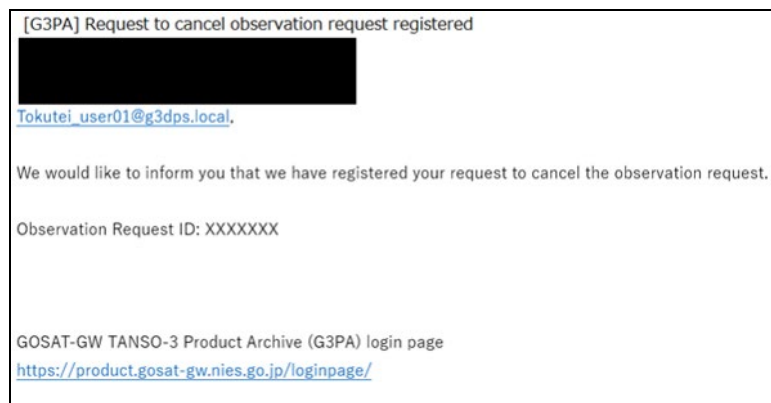 [G3PA] Request to cancel observation request registered
Tokutei_user01@g3dps.local,
We would like to inform you that we have registered your request to cancel the observation request.
Observation Request ID: XXXXXXX
GOSAT-GW TANSO-3 Product Archive (G3PA) login page
https://product.gosat-gw.nies.go.jp/loginpage/